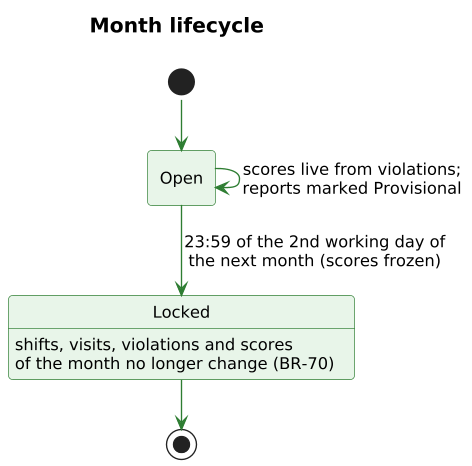 Month lifecycle
Open
scores live from violations;
reports marked Provisional
23:59 of the 2nd working day of
the next month (scores frozen)
Locked
shifts, visits, violations and scores
of the month no longer change (BR-70)